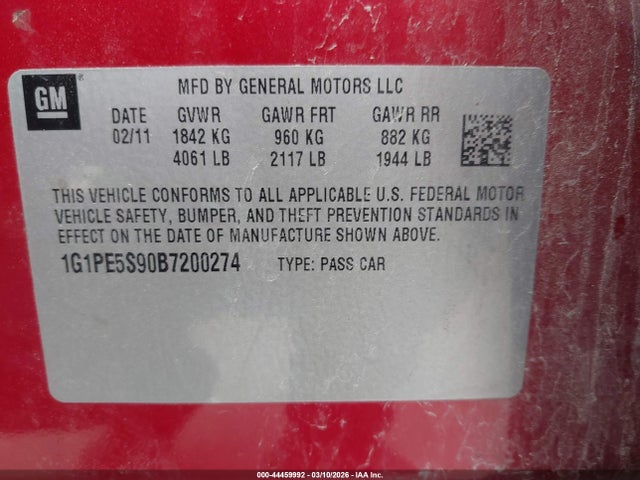 GM
MFD BY GENERAL MOTORS LLC
DATE GVWR GAWR FRT GAWR RR
02/11 1842 KG 960 KG 882 KG
4061 LB 2117 LB 1944 LB
THIS VEHICLE CONFORMS TO ALL APPLICABLE U.S. FEDERAL MOTOR
VEHICLE SAFETY, BUMPER, AND THEFT PREVENTION STANDARDS IN
EFFECT ON THE DATE OF MANUFACTURE SHOWN ABOVE.
1G1PE5S90B7200274 TYPE: PASS CAR
000-44459992 - 03/10/2026 - IAA Inc.